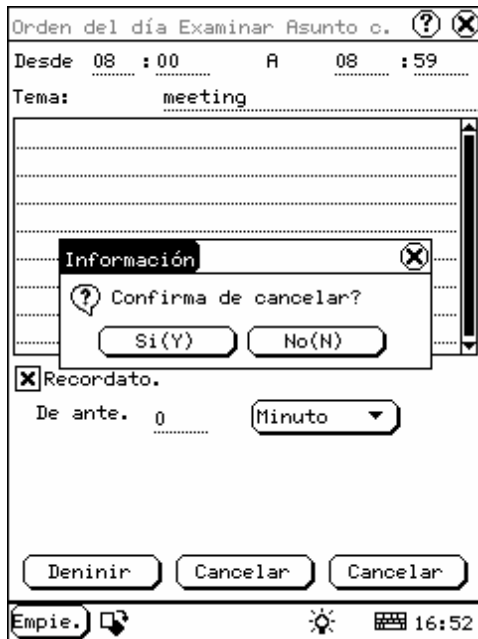 Orden del día Examinar Asunto c.
Desde 08 : 00 A 08 : 59
Tema: meeting
Información
Confirma de cancelar?
Si(Y) No(N)
Recordato.
De ante. 0 Minuto
Deninir Cancelar Cancelar
Empie. 16:52